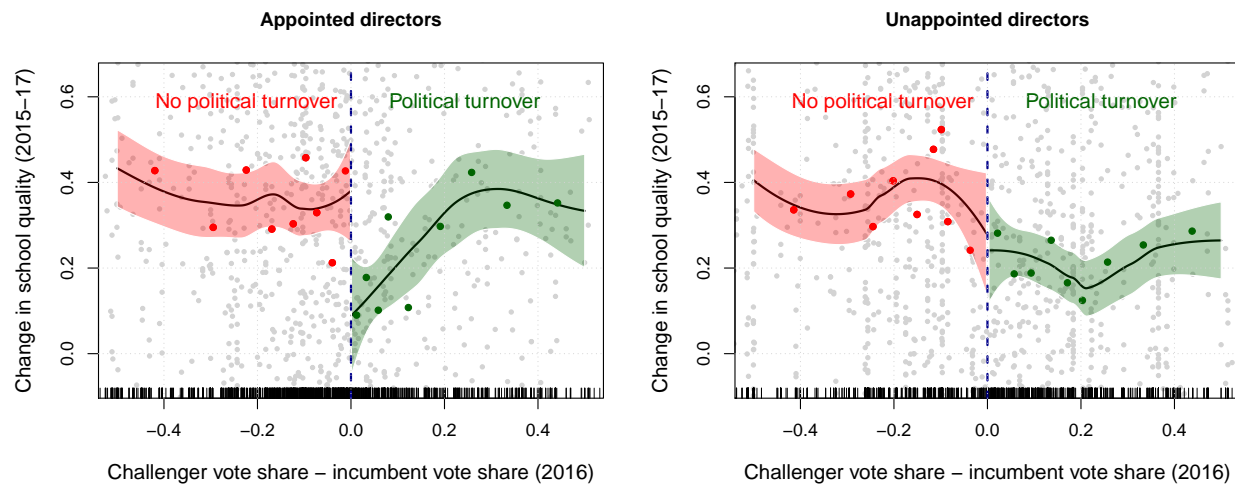 Appointed directors
Change in school quality (2015−17)
0.6
0.4
0.2
0.0
No political turnover
Political turnover
−0.4
−0.2
0.0
0.2
0.4
Challenger vote share − incumbent vote share (2016)
Unappointed directors
Change in school quality (2015−17)
0.6
0.4
0.2
0.0
No political turnover
Political turnover
−0.4
−0.2
0.0
0.2
0.4
Challenger vote share − incumbent vote share (2016)